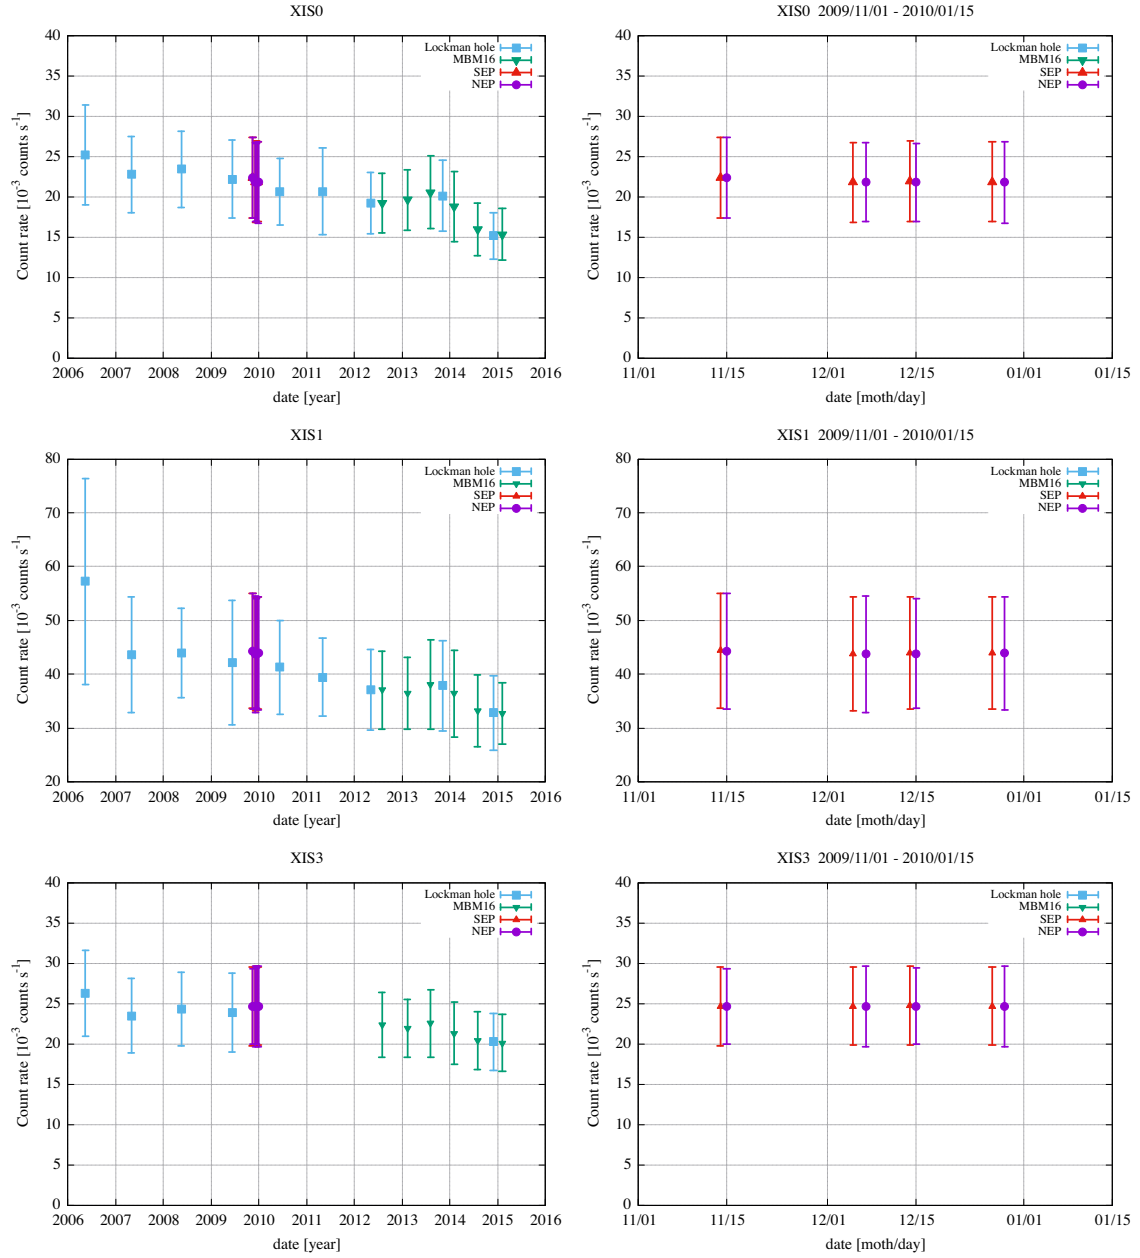 XIS0
Count rate [10⁻³ counts s⁻¹]
40
35
30
25
20
15
10
5
0
Lockman hole
MBM16
SEP
NEP
2006 2007 2008 2009 2010 2011 2012 2013 2014 2015 2016
date [year]
XIS0 2009/11/01 - 2010/01/15
Count rate [10⁻³ counts s⁻¹]
40
35
30
25
20
15
10
5
0
Lockman hole
MBM16
SEP
NEP
11/01 11/15 12/01 12/15 01/01 01/15
date [moth/day]
XIS1
Count rate [10⁻³ counts s⁻¹]
80
70
60
50
40
30
20
Lockman hole
MBM16
SEP
NEP
2006 2007 2008 2009 2010 2011 2012 2013 2014 2015 2016
date [year]
XIS1 2009/11/01 - 2010/01/15
Count rate [10⁻³ counts s⁻¹]
80
70
60
50
40
30
20
Lockman hole
MBM16
SEP
NEP
11/01 11/15 12/01 12/15 01/01 01/15
date [moth/day]
XIS3
Count rate [10⁻³ counts s⁻¹]
40
35
30
25
20
15
10
5
0
Lockman hole
MBM16
SEP
NEP
2006 2007 2008 2009 2010 2011 2012 2013 2014 2015 2016
date [year]
XIS3 2009/11/01 - 2010/01/15
Count rate [10⁻³ counts s⁻¹]
40
35
30
25
20
15
10
5
0
Lockman hole
MBM16
SEP
NEP
11/01 11/15 12/01 12/15 01/01 01/15
date [moth/day]